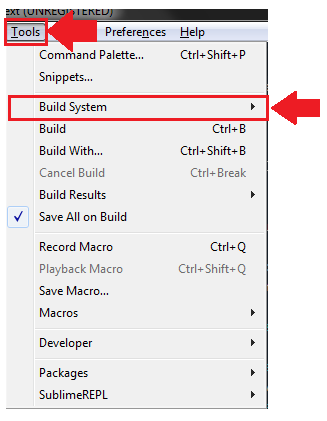 ext (UNREGISTERED)
Tools Preferences Help
Command Palette... Ctrl+Shift+P
Snippets...
Build System
Build Ctrl+B
Build With... Ctrl+Shift+B
Cancel Build Ctrl+Break
Build Results
Save All on Build
Record Macro Ctrl+Q
Playback Macro Ctrl+Shift+Q
Save Macro...
Macros
Developer
Packages
SublimeREPL